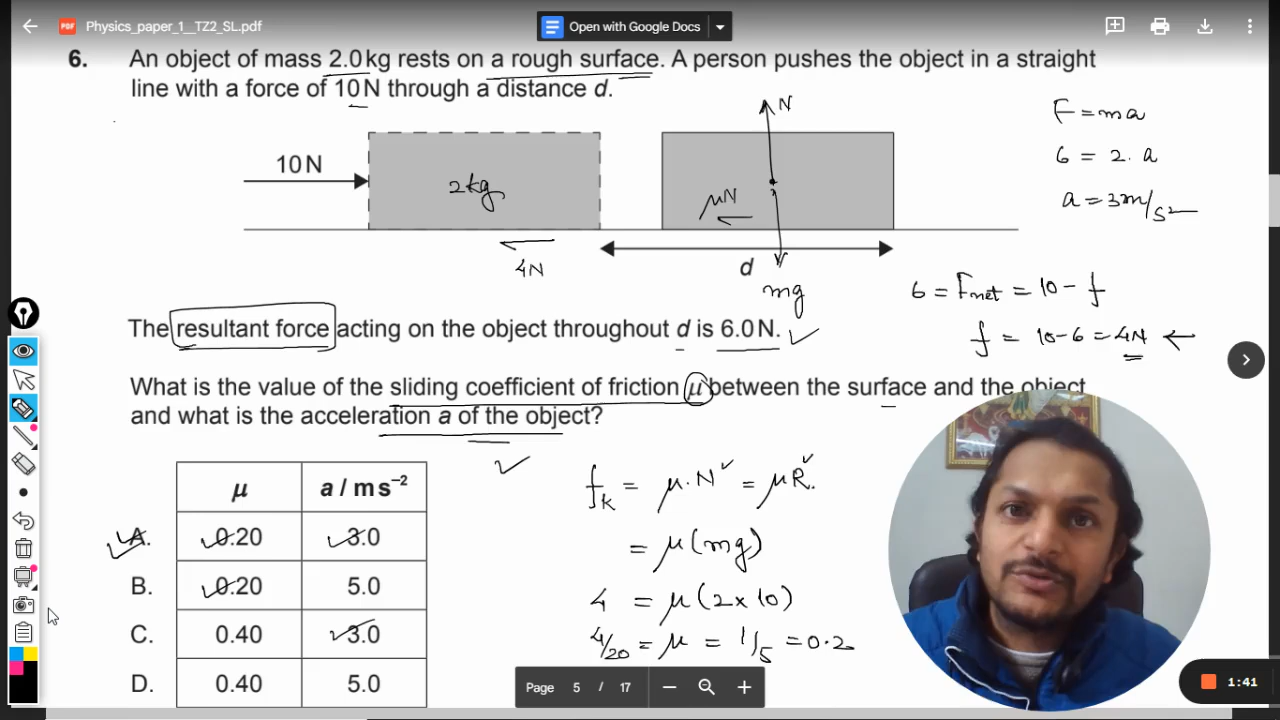 Physics_paper_1__TZ2_SL.pdf
Open with Google Docs
6. An object of mass 2.0 kg rests on a rough surface. A person pushes the object in a straight
line with a force of 10 N through a distance d.
F = ma
6 = 2. a
a = 3m/s²
10 N
2kg
N
μN
4N
d
mg
6 = Fnet = 10 - f
f = 10-6 = 4N ←
The resultant force acting on the object throughout d is 6.0 N.
What is the value of the sliding coefficient of friction μ between the surface and the object
and what is the acceleration a of the object?
μ a / m s⁻²
A. 0.20 3.0
B. 0.20 5.0
C. 0.40 3.0
D. 0.40 5.0
fk = μ.N = μR.
= μ(mg)
4 = μ(2×10)
4/20 = μ = 1/5 = 0.2
Page 5 / 17
1:41